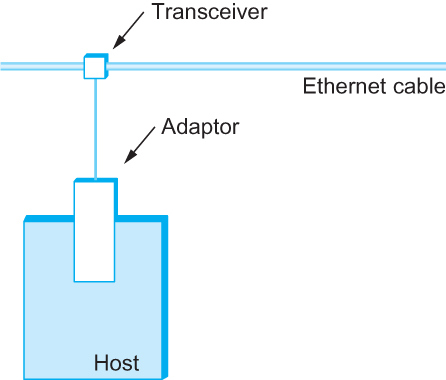 Transceiver
Ethernet cable
Adaptor
Host